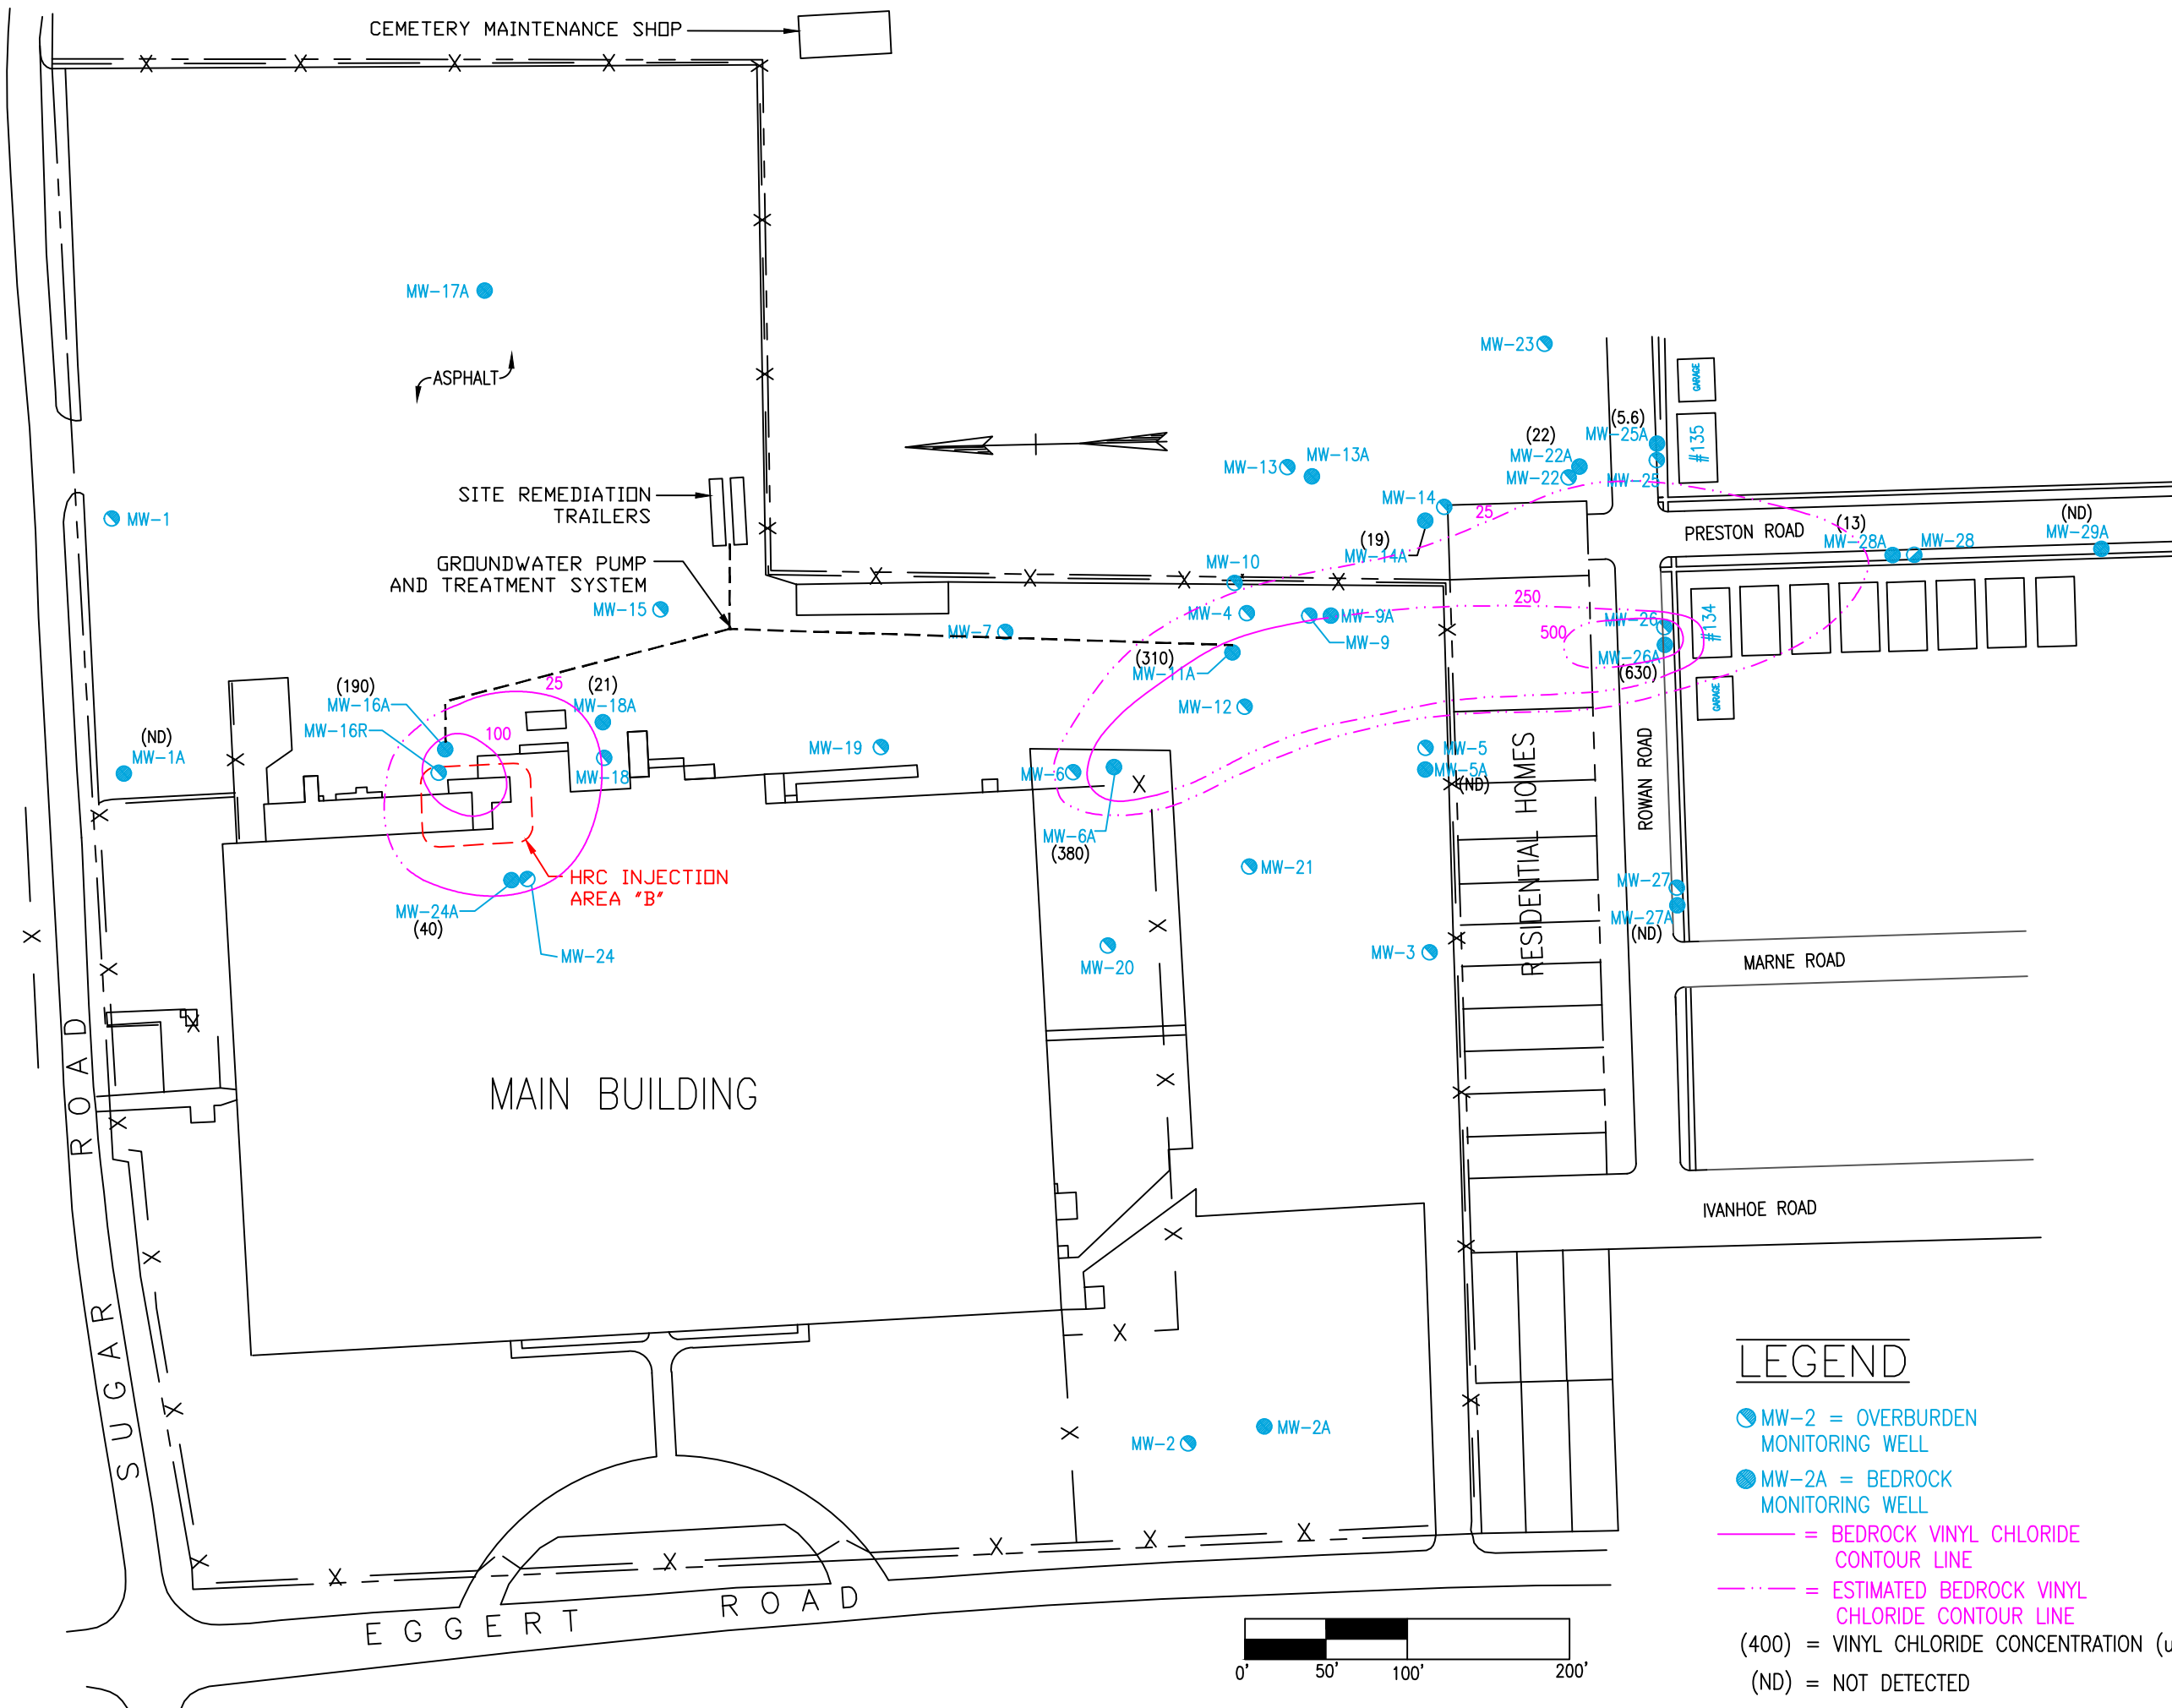 CEMETERY MAINTENANCE SHOP
MW-17A
ASPHALT
MW-23
GARAGE
#135
(5.6)
MW-25A
(22)
MW-22A
MW-22
MW-25
MW-13
MW-13A
MW-14
25
SITE REMEDIATION
TRAILERS
MW-1
PRESTON ROAD
(13)
MW-28A
MW-28
(ND)
MW-29A
(19)
MW-14A
MW-10
GROUNDWATER PUMP
AND TREATMENT SYSTEM
MW-15
MW-7
MW-4
MW-9A
MW-9
250
500
MW-26
#134
MW-26A
(630)
GARAGE
(310)
MW-11A
MW-12
(190)
MW-16A
MW-16R
25
(21)
MW-18A
100
MW-18
(ND)
MW-1A
MW-19
MW-6
MW-5
MW-5A
(ND)
MW-6A
(380)
RESIDENTIAL HOMES
ROWAN ROAD
HRC INJECTION
AREA "B"
MW-24A
(40)
MW-24
MW-21
MW-20
MW-3
MW-27
MW-27A
(ND)
MARNE ROAD
MAIN BUILDING
SUGAR ROAD
IVANHOE ROAD
MW-2
MW-2A
EGGERT ROAD
LEGEND
MW-2 = OVERBURDEN
MONITORING WELL
MW-2A = BEDROCK
MONITORING WELL
= BEDROCK VINYL CHLORIDE
CONTOUR LINE
= ESTIMATED BEDROCK VINYL
CHLORIDE CONTOUR LINE
(400) = VINYL CHLORIDE CONCENTRATION (u
(ND) = NOT DETECTED
0' 50' 100' 200'